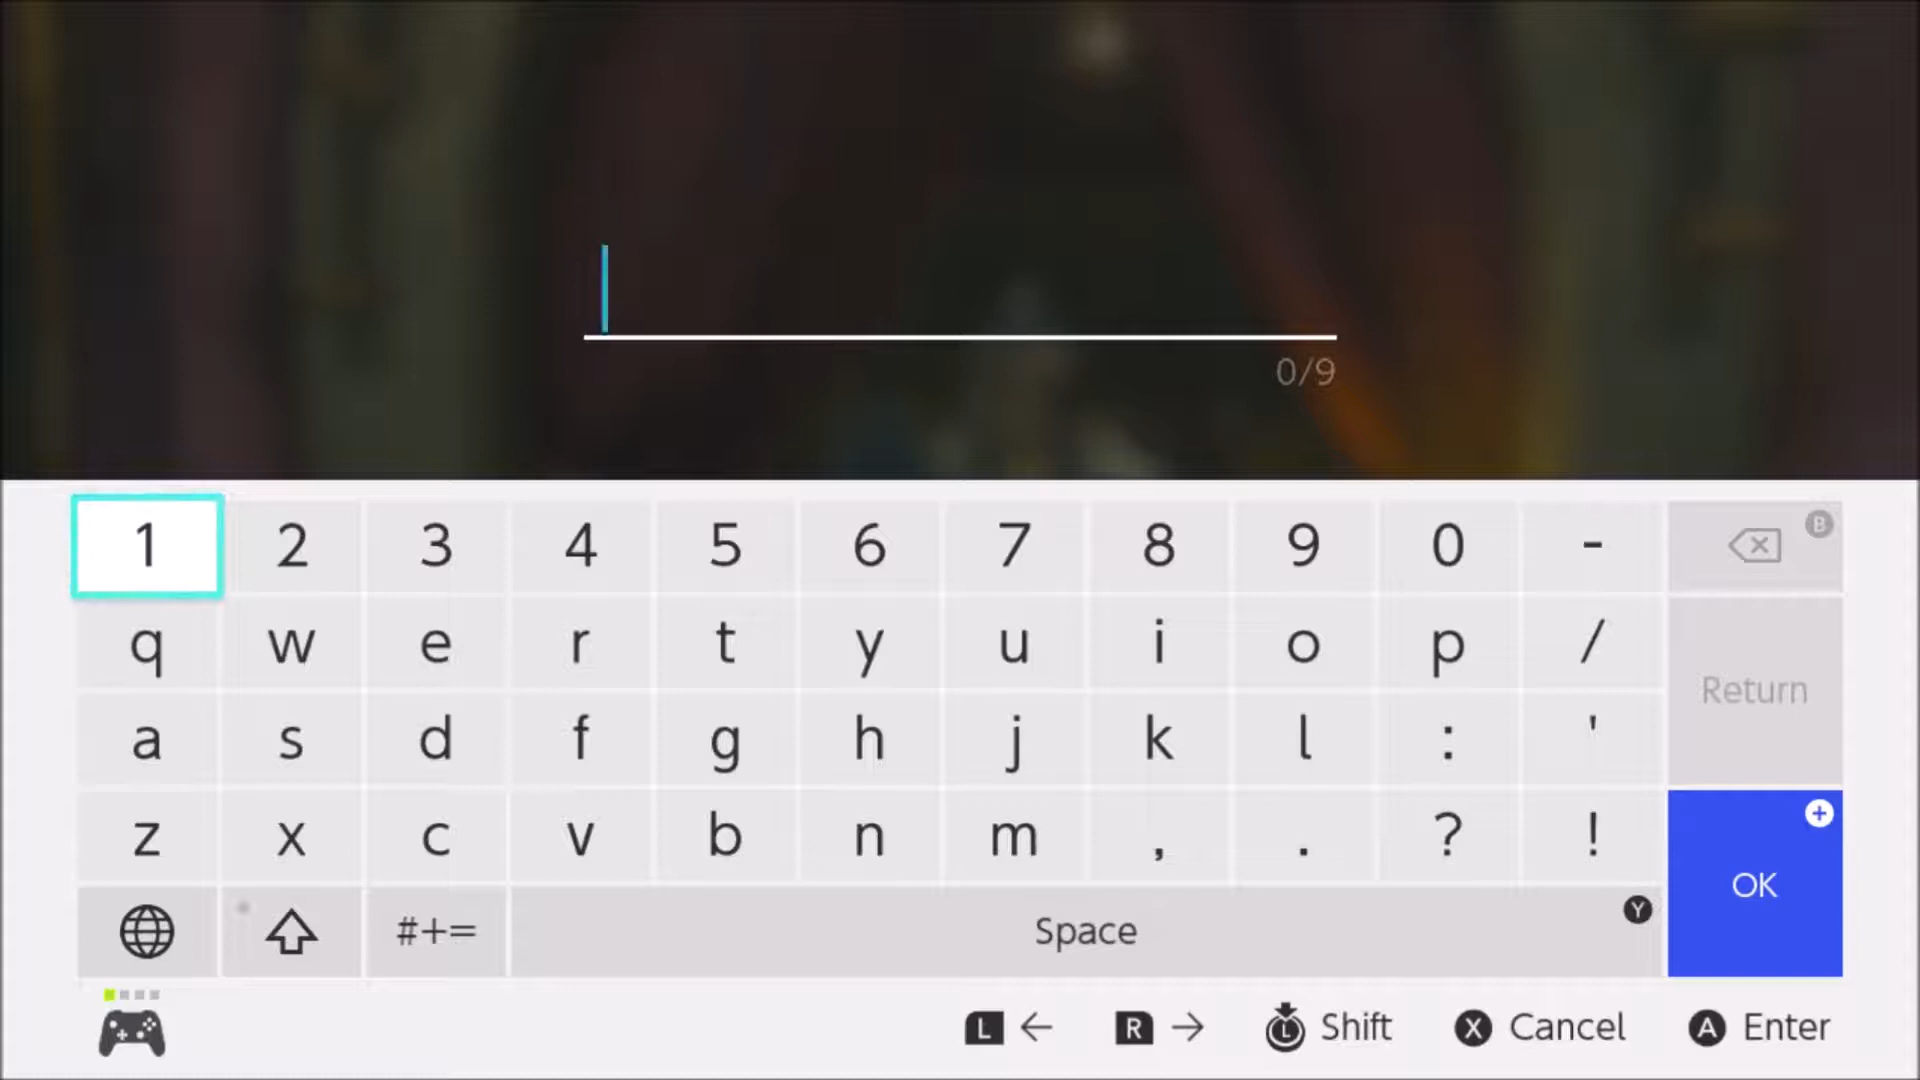 0/9
1 2 3 4 5 6 7 8 9 0 - B
q w e r t y u i o p / Return
a s d f g h j k l : '
z x c v b n m , . ? ! OK
#+= Space Y
L ← R → L Shift X Cancel A Enter